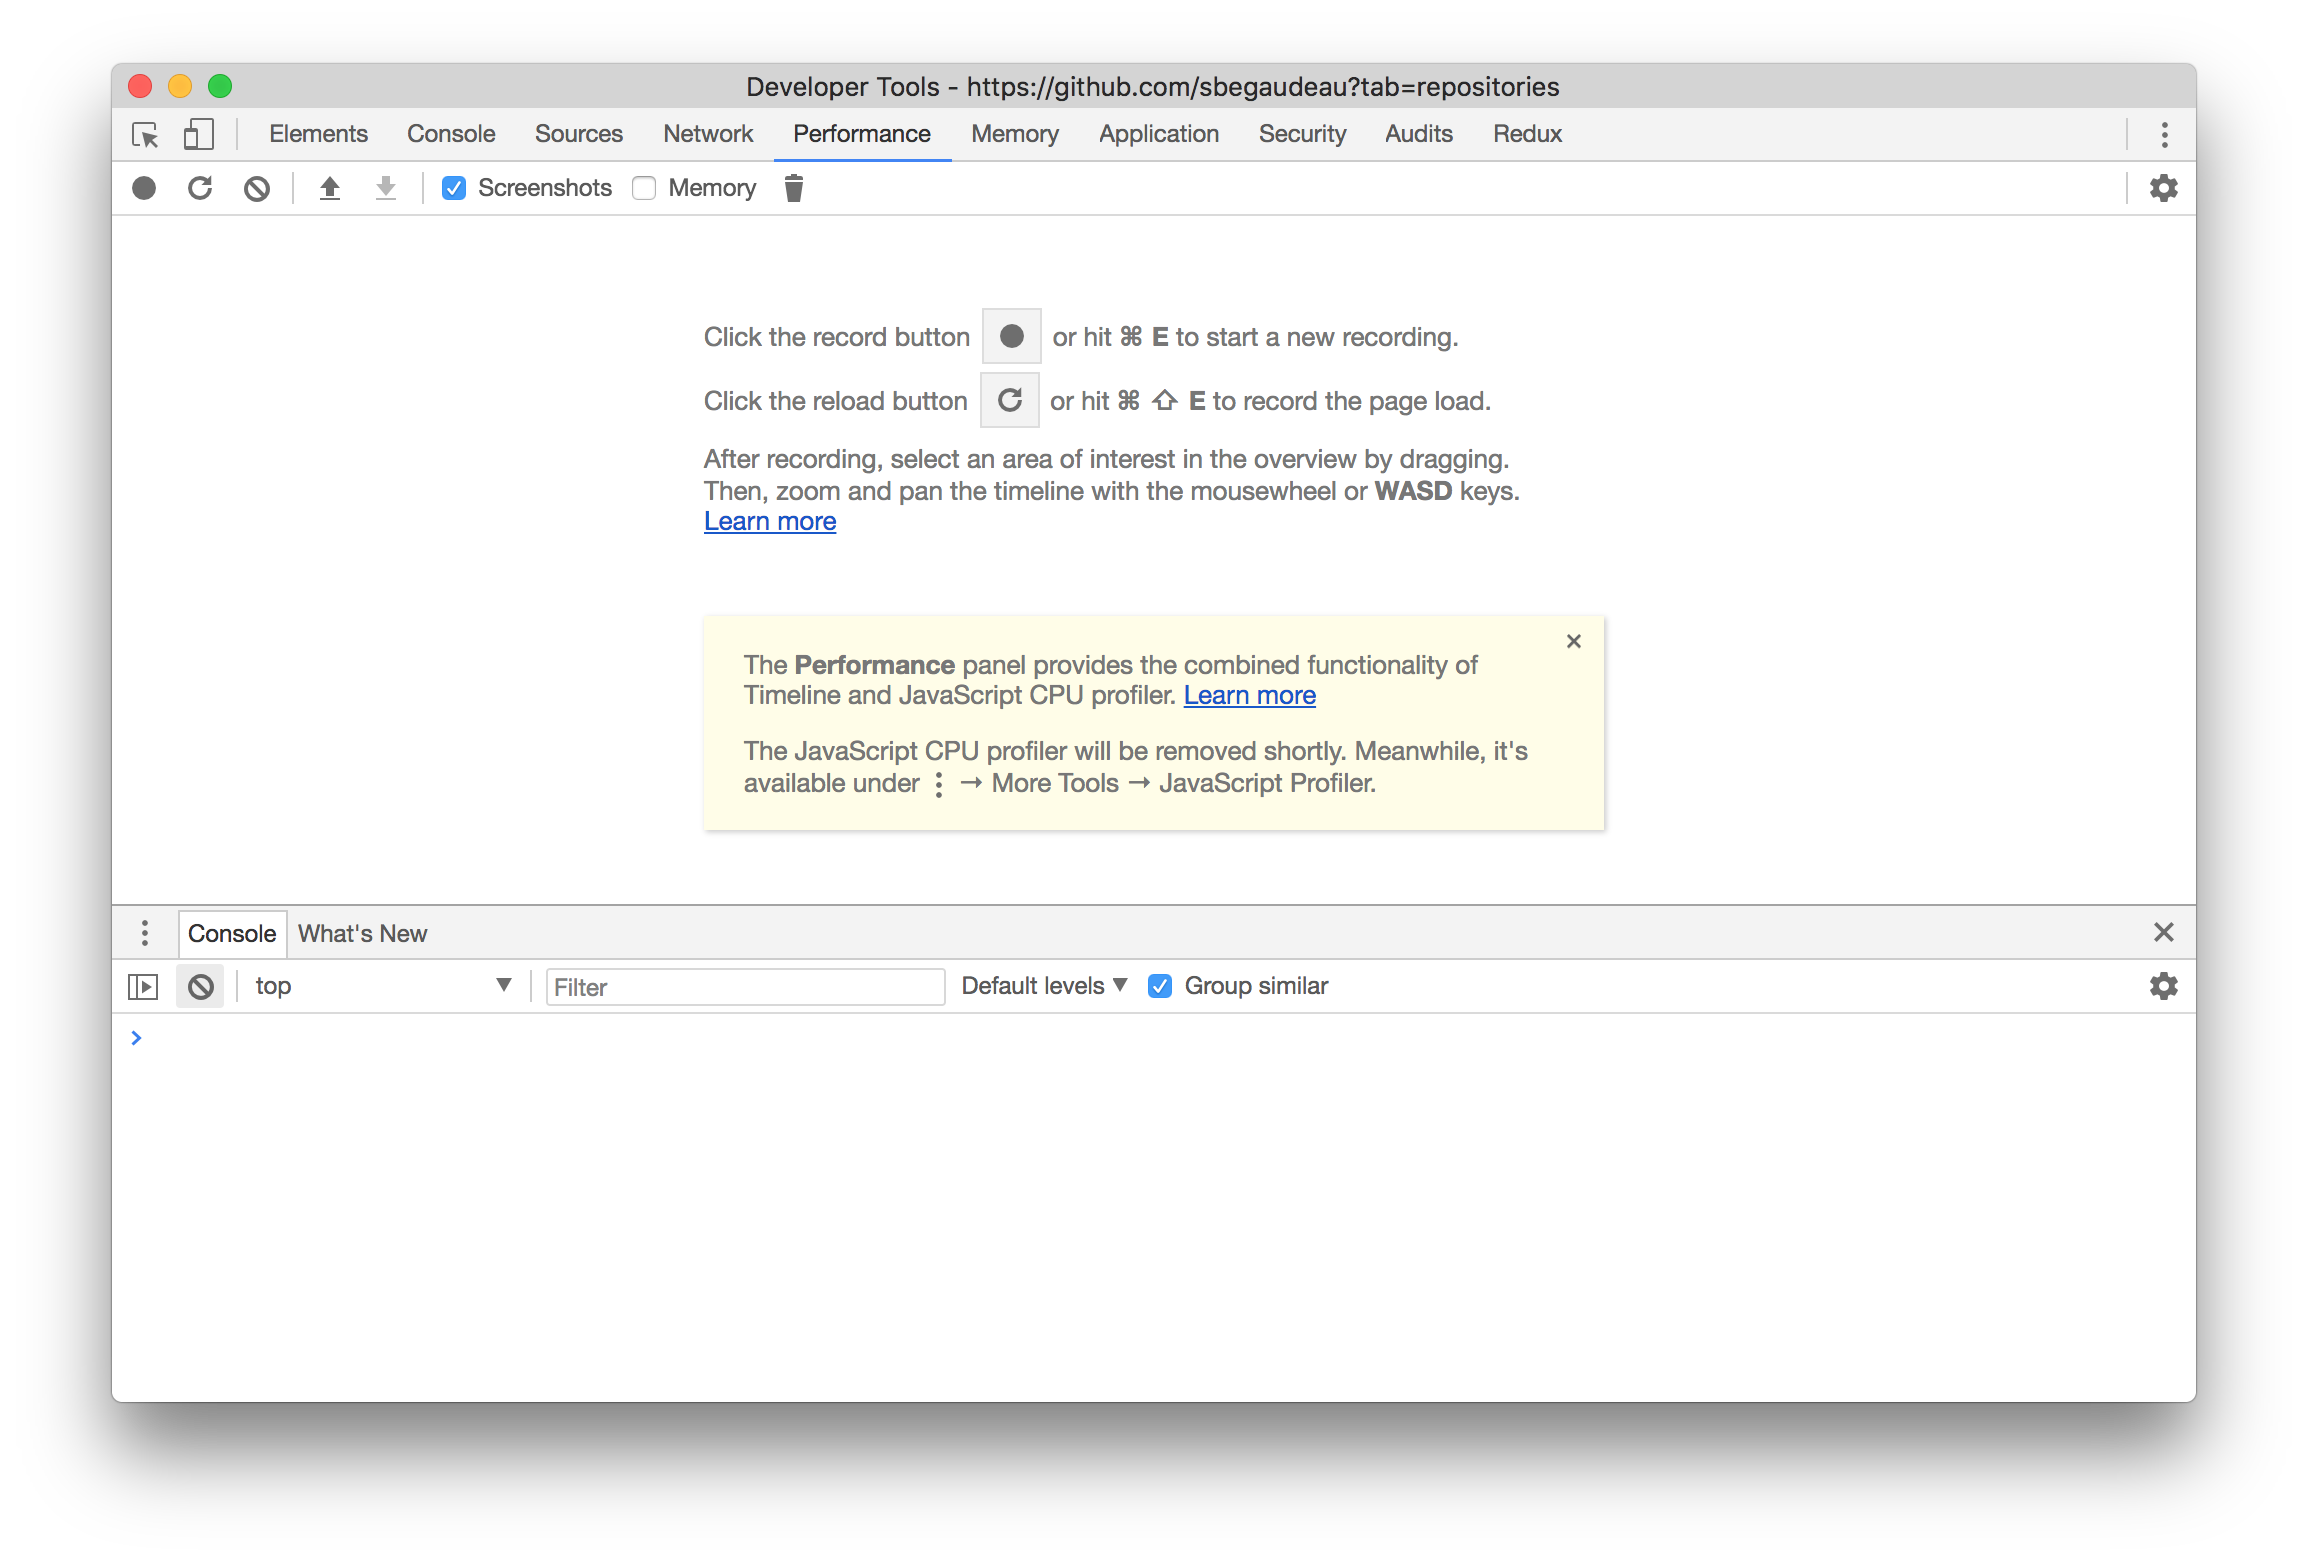 Developer Tools - https://github.com/sbegaudeau?tab=repositories
Elements Console Sources Network Performance Memory Application Security Audits Redux
Screenshots Memory
Click the record button or hit ⌘ E to start a new recording.
Click the reload button or hit ⌘ ⇧ E to record the page load.
After recording, select an area of interest in the overview by dragging.
Then, zoom and pan the timeline with the mousewheel or WASD keys.
Learn more
The Performance panel provides the combined functionality of
Timeline and JavaScript CPU profiler. Learn more
The JavaScript CPU profiler will be removed shortly. Meanwhile, it's
available under ⋮ → More Tools → JavaScript Profiler.
Console What's New
top Filter Default levels ▼ Group similar